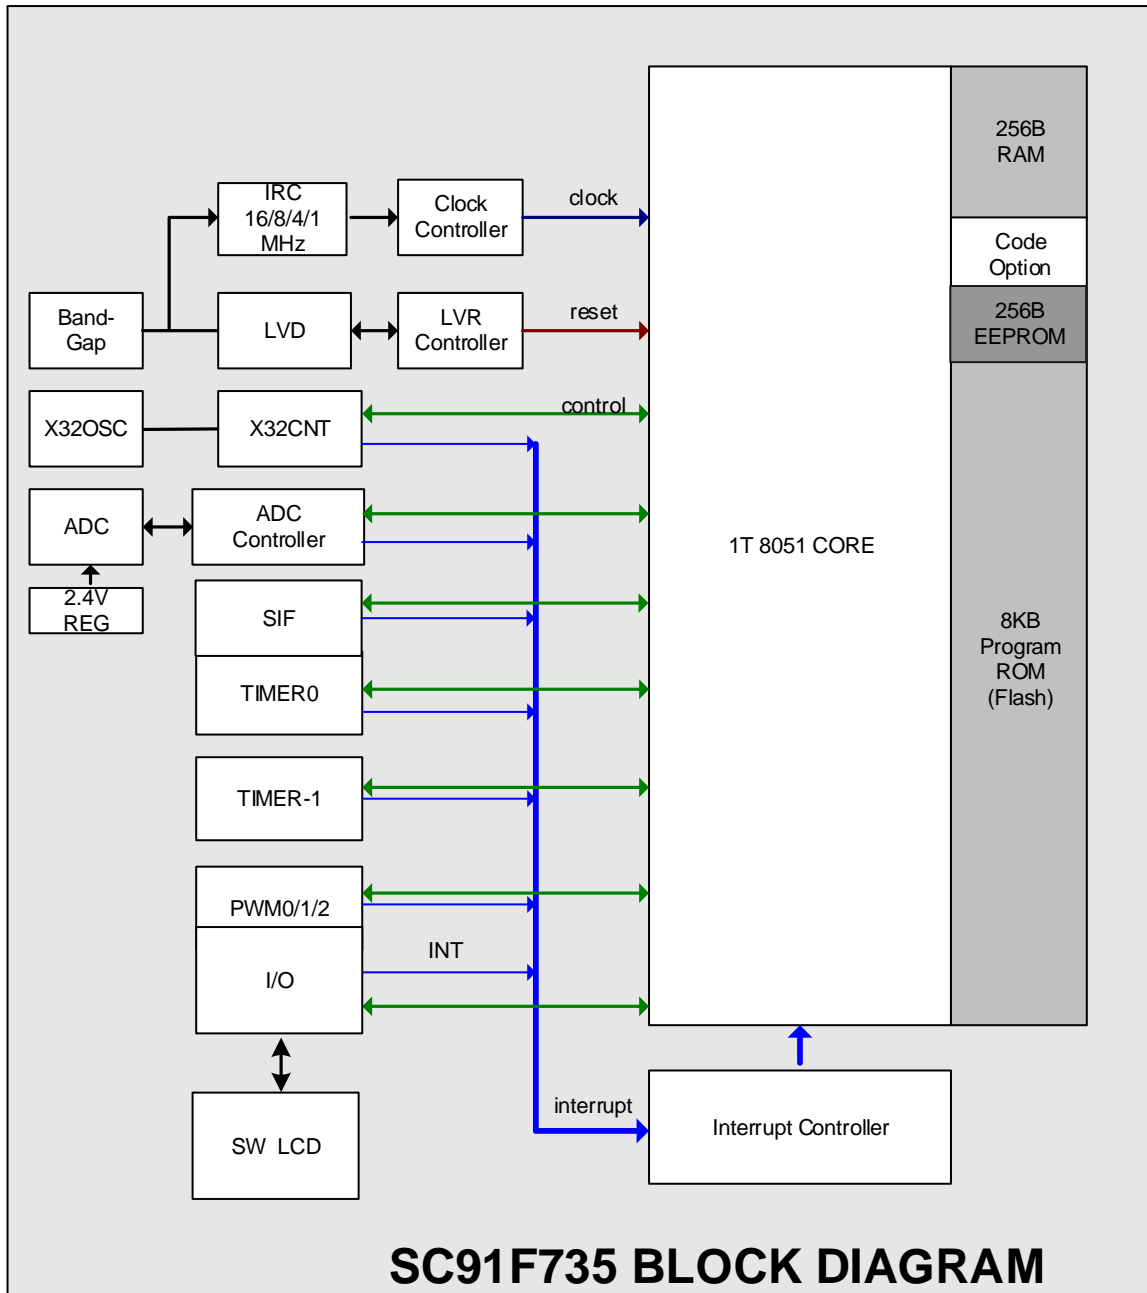 256B
RAM
IRC
16/8/4/1
MHz
Clock
Controller
clock
Code
Option
Band-
Gap
LVD
LVR
Controller
reset
256B
EEPROM
X32OSC
X32CNT
control
ADC
ADC
Controller
1T 8051 CORE
2.4V
REG
SIF
8KB
Program
ROM
(Flash)
TIMER0
TIMER-1
PWM0/1/2
I/O
INT
SW LCD
interrupt
Interrupt Controller
SC91F735 BLOCK DIAGRAM